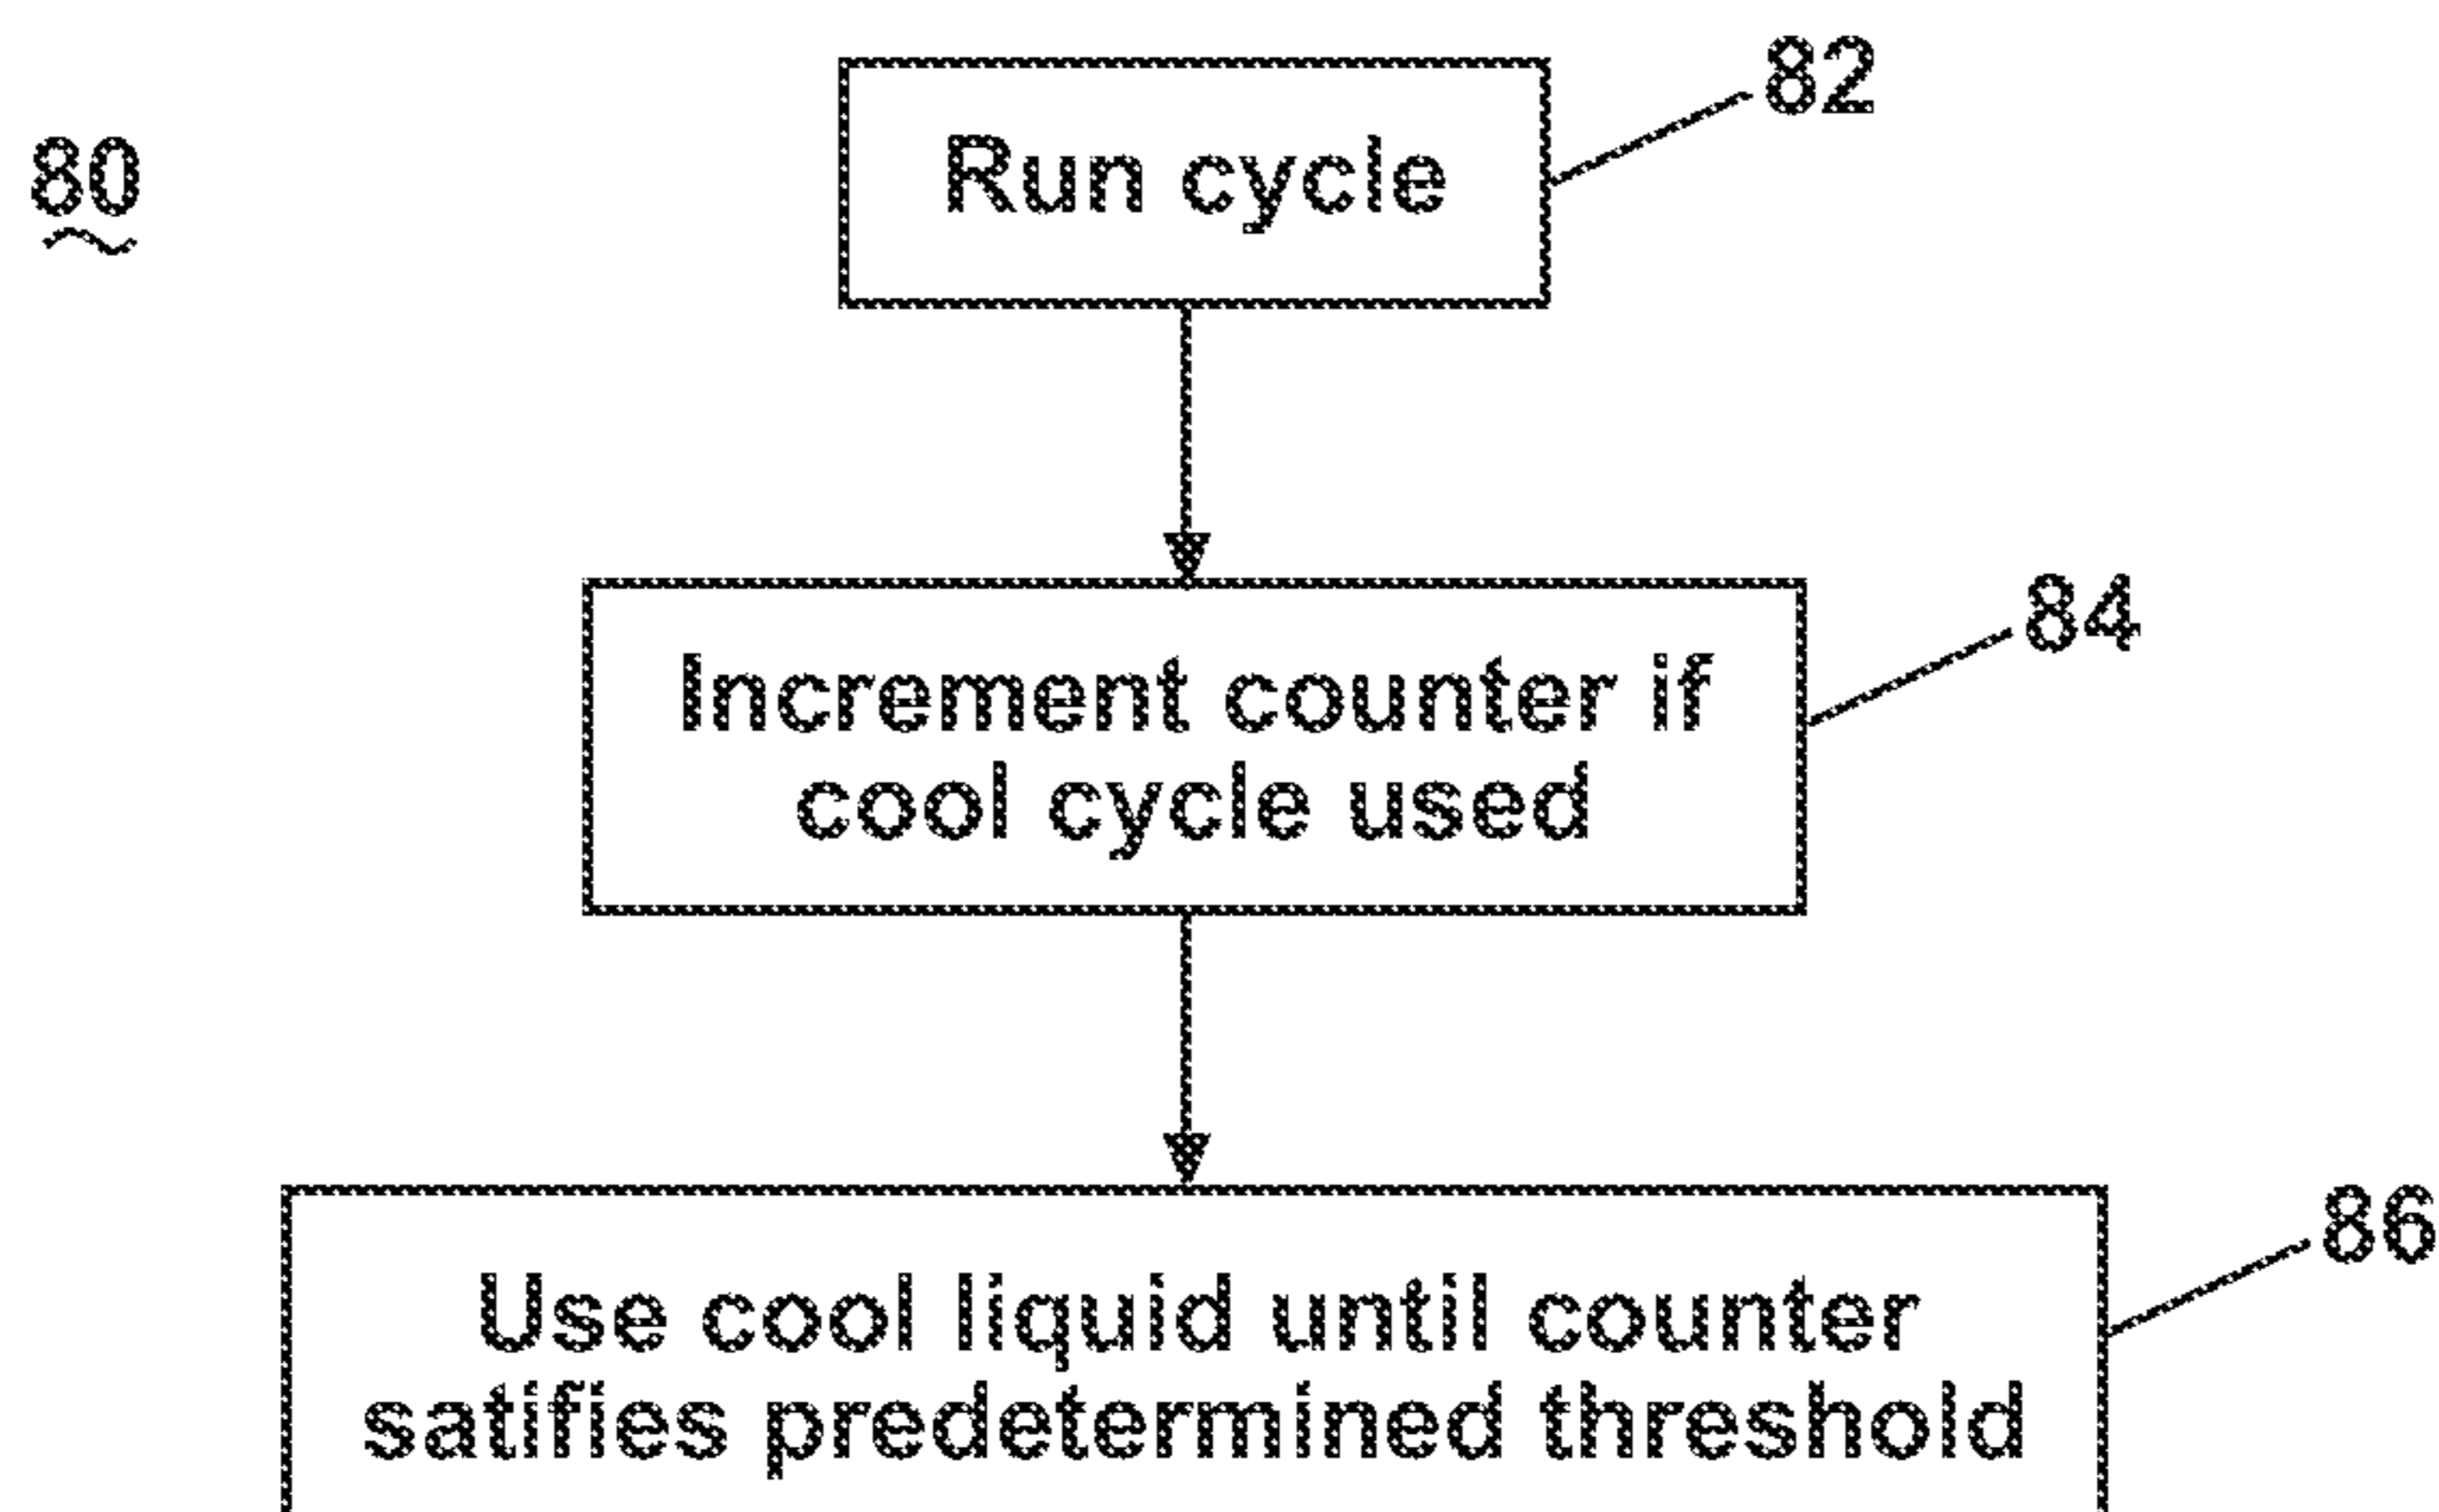 82
80
Run cycle
84
Increment counter if
cool cycle used
86
Use cool liquid until counter
satifies predetermined threshold